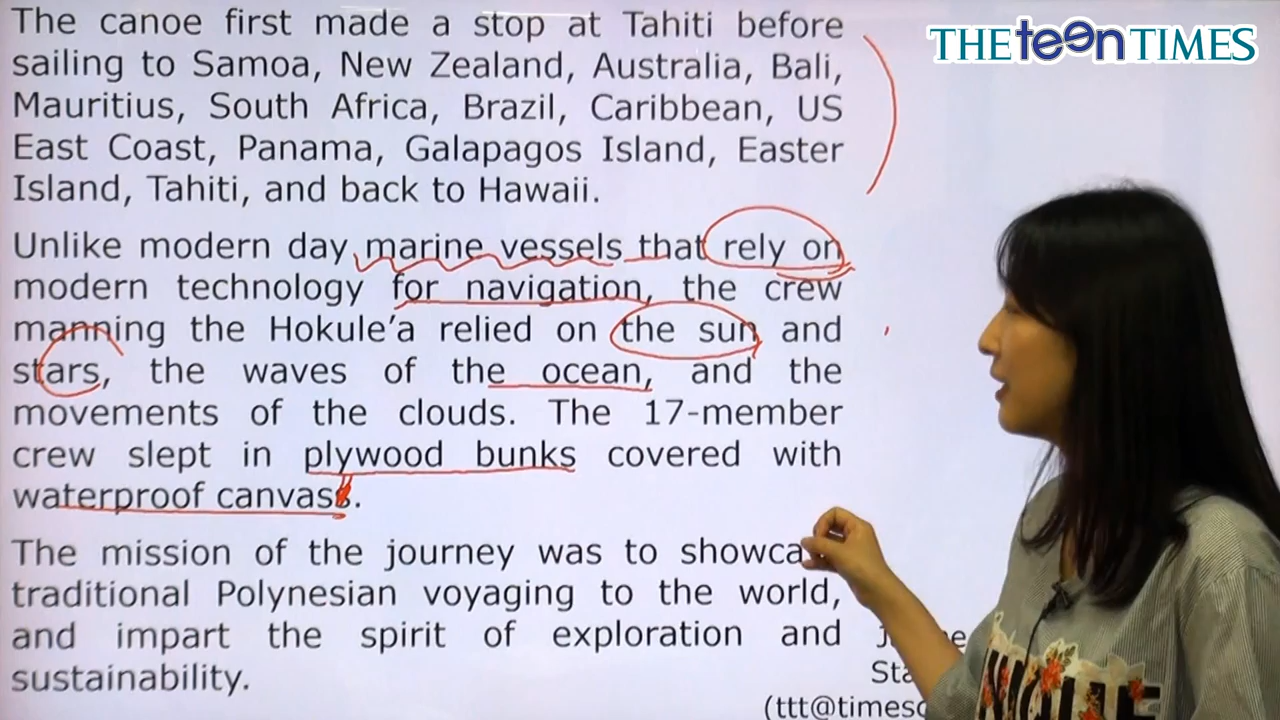 THE teen TIMES
The canoe first made a stop at Tahiti before
sailing to Samoa, New Zealand, Australia, Bali,
Mauritius, South Africa, Brazil, Caribbean, US
East Coast, Panama, Galapagos Island, Easter
Island, Tahiti, and back to Hawaii.
Unlike modern day marine vessels that rely on
modern technology for navigation, the crew
manning the Hokule’a relied on the sun and
stars, the waves of the ocean, and the
movements of the clouds. The 17-member
crew slept in plywood bunks covered with
waterproof canvas.
The mission of the journey was to
traditional Polynesian voyaging to the world,
and impart the spirit of exploration and
sustainability.